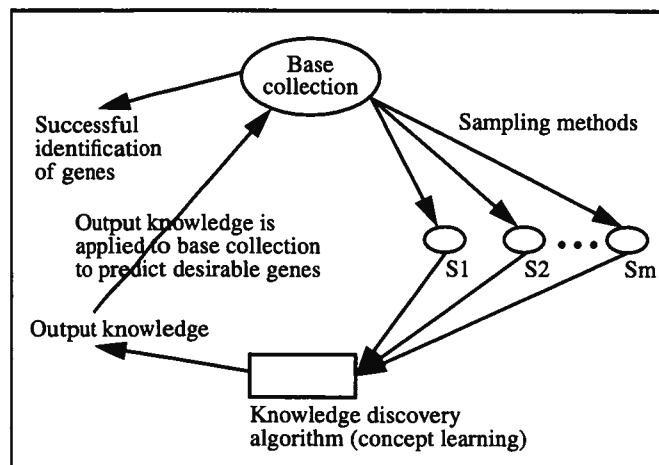 Base
collection
Successful
identification
of genes
Sampling methods
Output knowledge is
applied to base collection
to predict desirable genes
S1
S2
Sm
Output knowledge
Knowledge discovery
algorithm (concept learning)